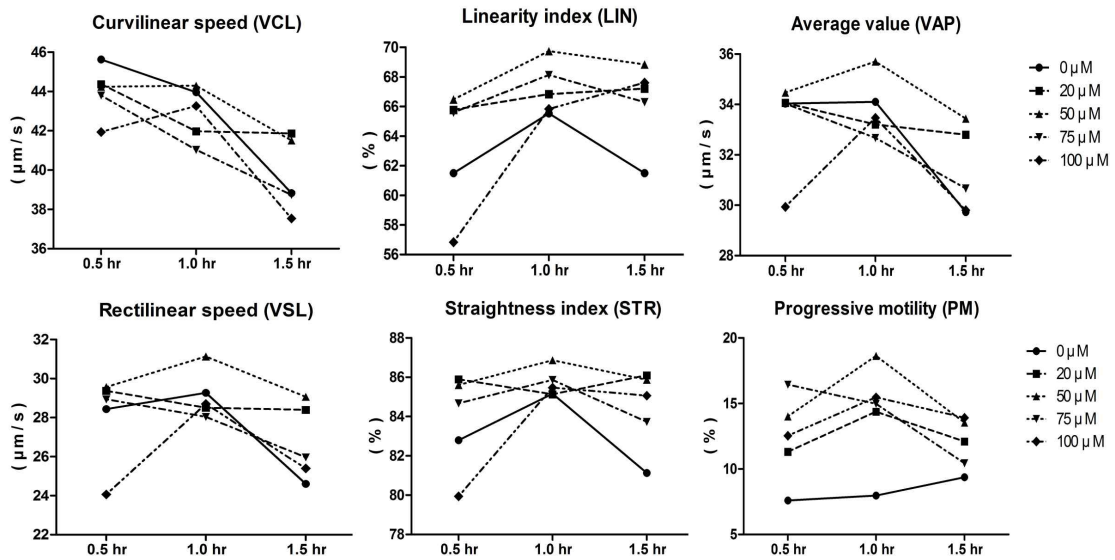 Curvilinear speed (VCL)
46
44
42
40
38
36
( μm / s )
0.5 hr 1.0 hr 1.5 hr
Linearity index (LIN)
70
68
66
64
62
60
58
56
( % )
0.5 hr 1.0 hr 1.5 hr
Average value (VAP)
36
34
32
30
28
( μm / s )
0.5 hr 1.0 hr 1.5 hr
0 μM
20 μM
50 μM
75 μM
100 μM
Rectilinear speed (VSL)
32
30
28
26
24
22
( μm / s )
0.5 hr 1.0 hr 1.5 hr
Straightness index (STR)
88
86
84
82
80
78
( % )
0.5 hr 1.0 hr 1.5 hr
Progressive motility (PM)
20
15
10
5
( % )
0.5 hr 1.0 hr 1.5 hr
0 μM
20 μM
50 μM
75 μM
100 μM